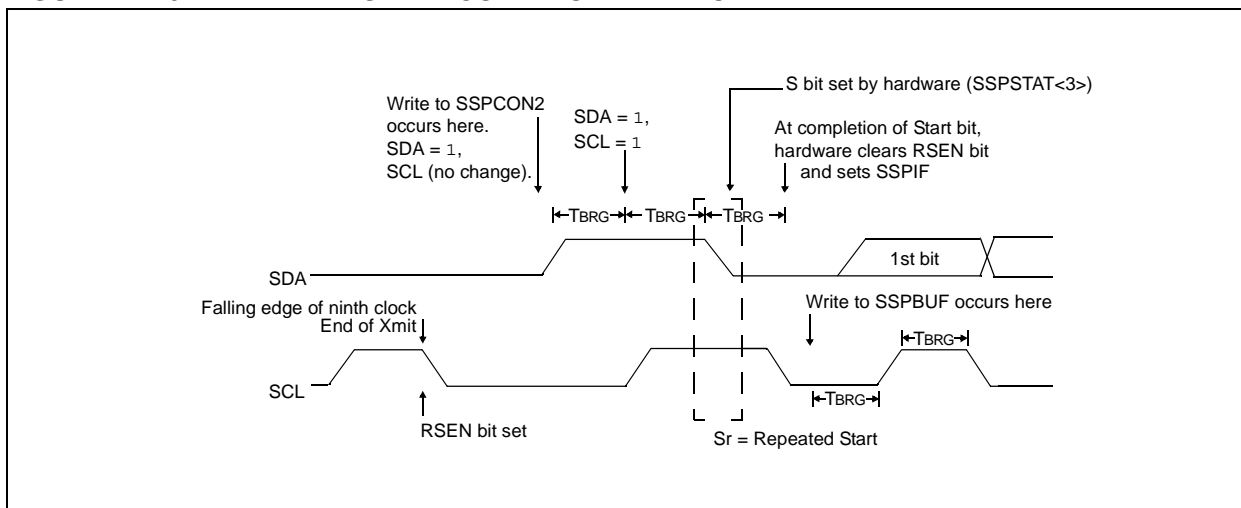 S bit set by hardware (SSPSTAT<3>)
Write to SSPCON2
occurs here.
SDA = 1,
SCL (no change).
SDA = 1,
SCL = 1
At completion of Start bit,
hardware clears RSEN bit
and sets SSPIF
TBRG
TBRG
TBRG
SDA
1st bit
Falling edge of ninth clock
End of Xmit
Write to SSPBUF occurs here
TBRG
SCL
TBRG
RSEN bit set
Sr = Repeated Start